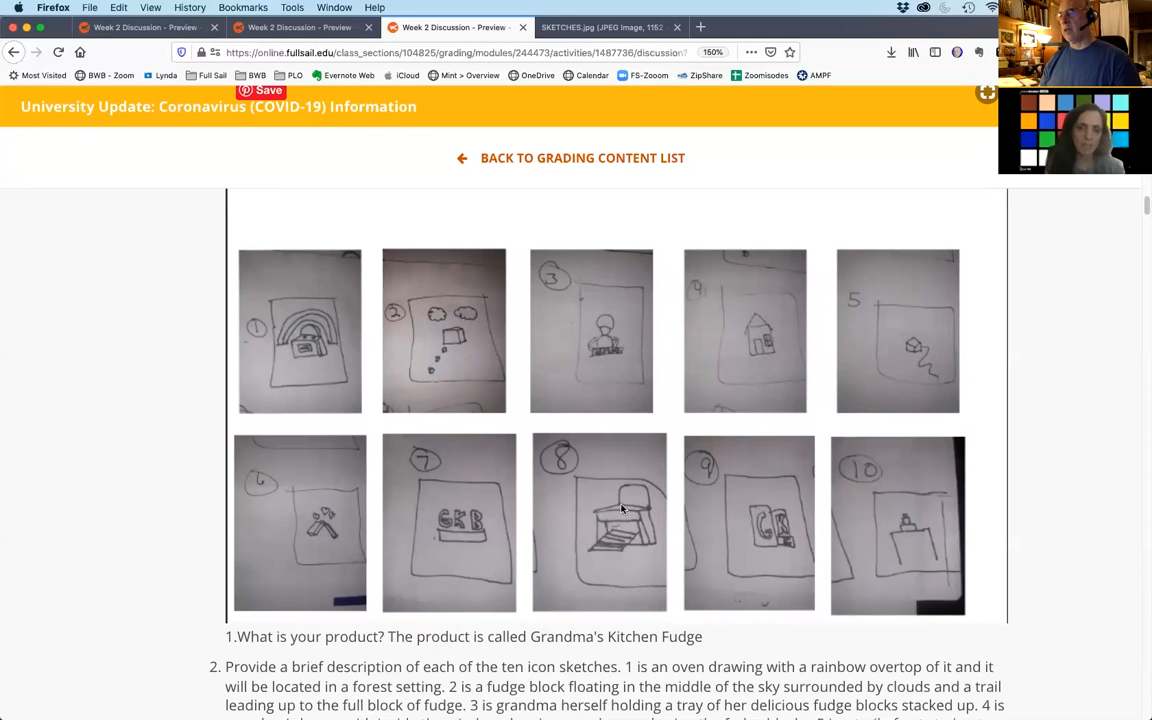 Firefox File Edit View History Bookmarks Tools Window Help
Week 2 Discussion - Preview - Week 2 Discussion - Preview - Week 2 Discussion - Preview - SKETCHES.jpg (JPEG Image, 1152
https://online.fullsail.edu/class_sections/104825/grading/modules/244473/activities/1487736/discussion? 150%
Most Visited BWB - Zoom Lynda Full Sail BWB PLO Evernote Web iCloud Mint > Overview OneDrive Calendar FS-Zooom ZipShare Zoomisodes AMPF
Save
University Update: Coronavirus (COVID-19) Information
BACK TO GRADING CONTENT LIST
1 2 3 4 5
6 7 8 9 10
GKB
GK
1.What is your product? The product is called Grandma's Kitchen Fudge
2. Provide a brief description of each of the ten icon sketches. 1 is an oven drawing with a rainbow overtop of it and it
will be located in a forest setting. 2 is a fudge block floating in the middle of the sky surrounded by clouds and a trail
leading up to the full block of fudge. 3 is grandma herself holding a tray of her delicious fudge blocks stacked up. 4 is